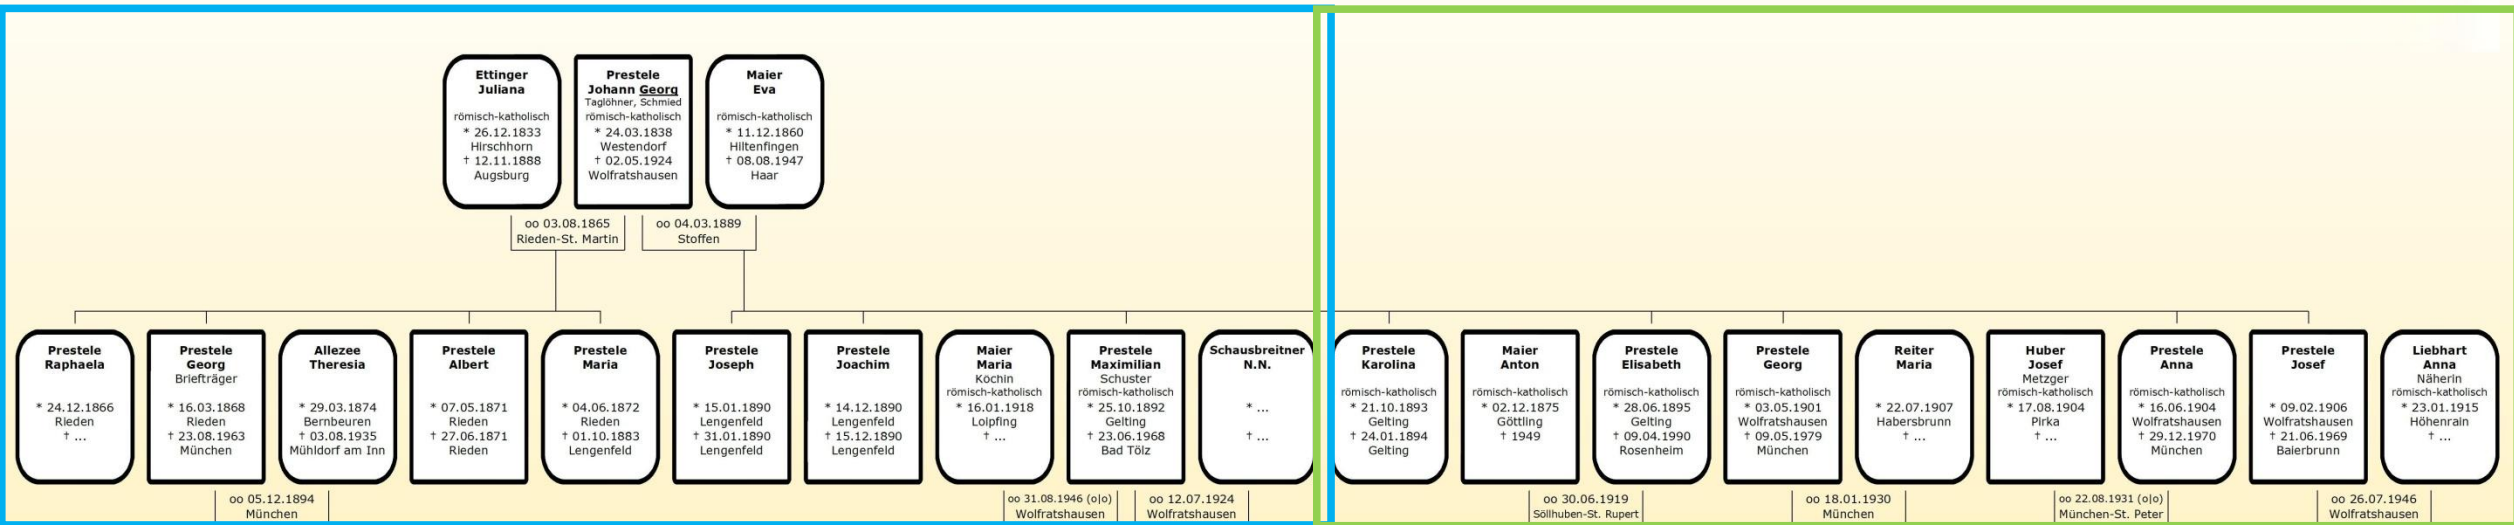 Ettinger
Juliana
römisch-katholisch
* 26.12.1833
Hirschhorn
† 12.11.1888
Augsburg
Prestele
Johann Georg
Taglöhner, Schmied
römisch-katholisch
* 24.03.1838
Westendorf
† 02.05.1924
Wolfratshausen
Maier
Eva
römisch-katholisch
* 11.12.1860
Hiltenfingen
† 08.08.1947
Haar
oo 03.08.1865
Rieden-St. Martin
oo 04.03.1889
Stoffen
Prestele
Raphaela
* 24.12.1866
Rieden
† ...
Prestele
Georg
Briefträger
* 16.03.1868
Rieden
† 23.08.1963
München
Allezee
Theresia
* 29.03.1874
Bernbeuren
† 03.08.1935
Mühldorf am Inn
Prestele
Albert
* 07.05.1871
Rieden
† 27.06.1871
Rieden
Prestele
Maria
* 04.06.1872
Rieden
† 01.10.1883
Lengenfeld
Prestele
Joseph
* 15.01.1890
Lengenfeld
† 31.01.1890
Lengenfeld
Prestele
Joachim
* 14.12.1890
Lengenfeld
† 15.12.1890
Lengenfeld
Maier
Maria
Köchin
römisch-katholisch
* 16.01.1918
Loipfing
† ...
Prestele
Maximilian
Schuster
römisch-katholisch
* 25.10.1892
Gelting
† 23.06.1968
Bad Tölz
Schausbreitner
N.N.
* ...
† ...
Prestele
Karolina
römisch-katholisch
* 21.10.1893
Gelting
† 24.01.1894
Gelting
Maier
Anton
römisch-katholisch
* 02.12.1875
Göttling
† 1949
Prestele
Elisabeth
römisch-katholisch
* 28.06.1895
Gelting
† 09.04.1990
Rosenheim
Prestele
Georg
römisch-katholisch
* 03.05.1901
Wolfratshausen
† 09.05.1979
München
Reiter
Maria
* 22.07.1907
Habersbrunn
† ...
Huber
Josef
Metzger
römisch-katholisch
* 17.08.1904
Pirka
† ...
Prestele
Anna
römisch-katholisch
* 16.06.1904
Wolfratshausen
† 29.12.1970
München
Prestele
Josef
* 09.02.1906
Wolfratshausen
† 21.06.1969
Baierbrunn
Liebhart
Anna
Näherin
römisch-katholisch
* 23.01.1915
Höhenrain
† ...
oo 05.12.1894
München
oo 31.08.1946 (o|o)
Wolfratshausen
oo 12.07.1924
Wolfratshausen
oo 30.06.1919
Söllhuben-St. Rupert
oo 18.01.1930
München
oo 22.08.1931 (o|o)
München-St. Peter
oo 26.07.1946
Wolfratshausen